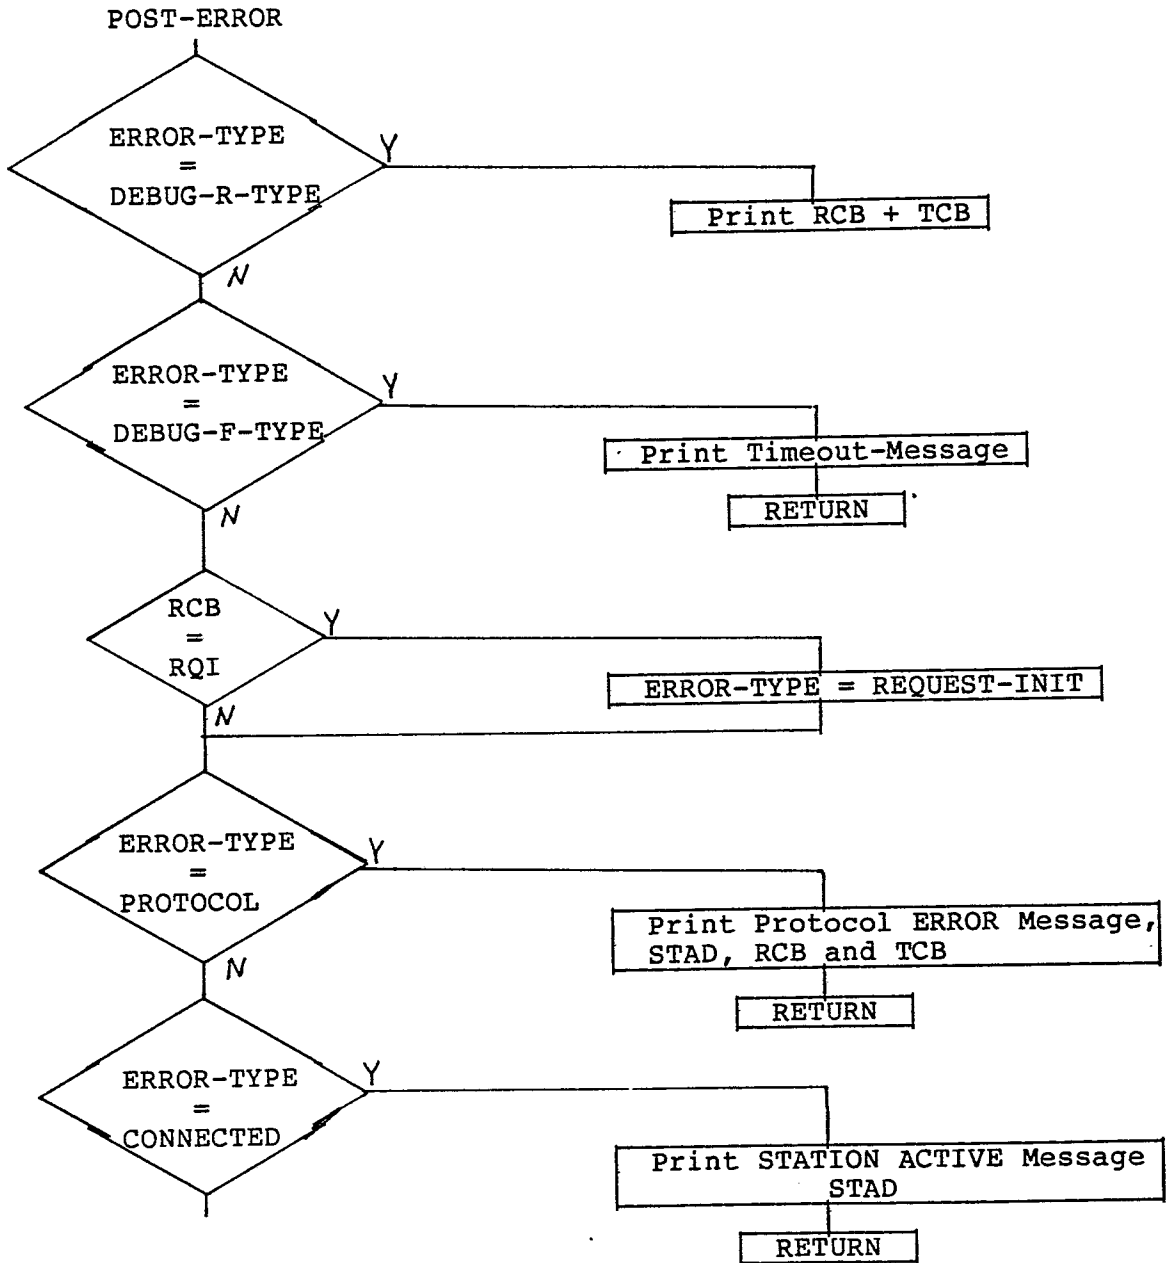 POST-ERROR
ERROR-TYPE
=
DEBUG-R-TYPE
Y
Print RCB + TCB
N
ERROR-TYPE
=
DEBUG-F-TYPE
Y
Print Timeout-Message
RETURN
N
RCB
=
RQI
Y
ERROR-TYPE = REQUEST-INIT
N
ERROR-TYPE
=
PROTOCOL
Y
Print Protocol ERROR Message,
STAD, RCB and TCB
RETURN
N
ERROR-TYPE
=
CONNECTED
Y
Print STATION ACTIVE Message
STAD
RETURN